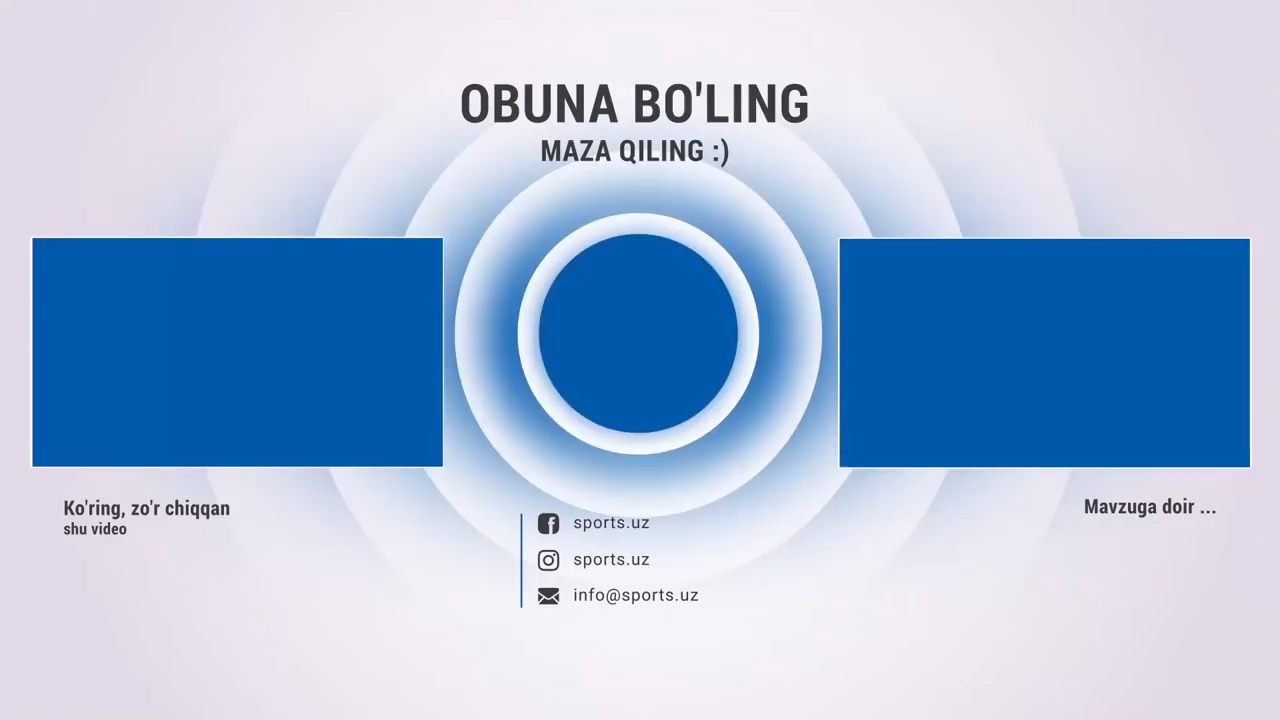 OBUNA BO'LING
MAZA QILING :)
Ko'ring, zo'r chiqqan
shu video
Mavzuga doir ...
sports.uz
sports.uz
info@sports.uz